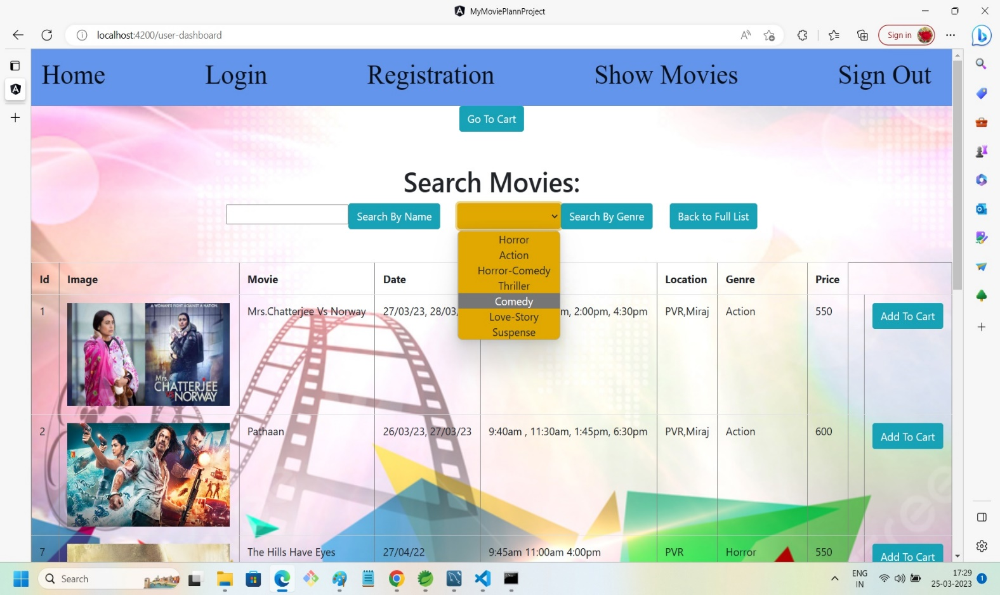 MyMoviePlannProject
localhost:4200/user-dashboard
Sign in
Home Login Registration Show Movies Sign Out
Go To Cart
Search Movies:
Search By Name Search By Genre Back to Full List
Horror
Action
Horror-Comedy
Thriller
Comedy
Love-Story
Suspense
Id Image Movie Date Location Genre Price
1 Mrs.Chatterjee Vs Norway 27/03/23, 28/03/ m, 2:00pm, 4:30pm PVR,Miraj Action 550 Add To Cart
A WOMAN'S FIGHT AGAINST A NATION.
Mrs.
CHATTERJEE
VS NORWAY
2 Pathaan 26/03/23, 27/03/23 9:40am , 11:30am, 1:45pm, 6:30pm PVR,Miraj Action 600 Add To Cart
7 The Hills Have Eyes 27/04/22 9:45am 11:00am 4:00pm PVR Horror 550 Add To Cart
Search
ENG
IN
17:29
25-03-2023
1